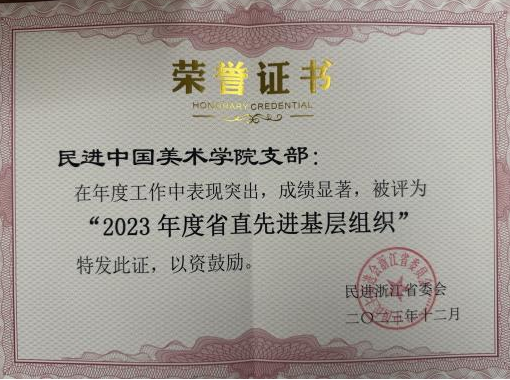 荣誉证书
HONORARY CREDENTIAL
民进中国美术学院支部：
在年度工作中表现突出，成绩显著，被评为
“2023年度省直先进基层组织”
特发此证，以资鼓励。
民进浙江省委会
二〇二三年十二月